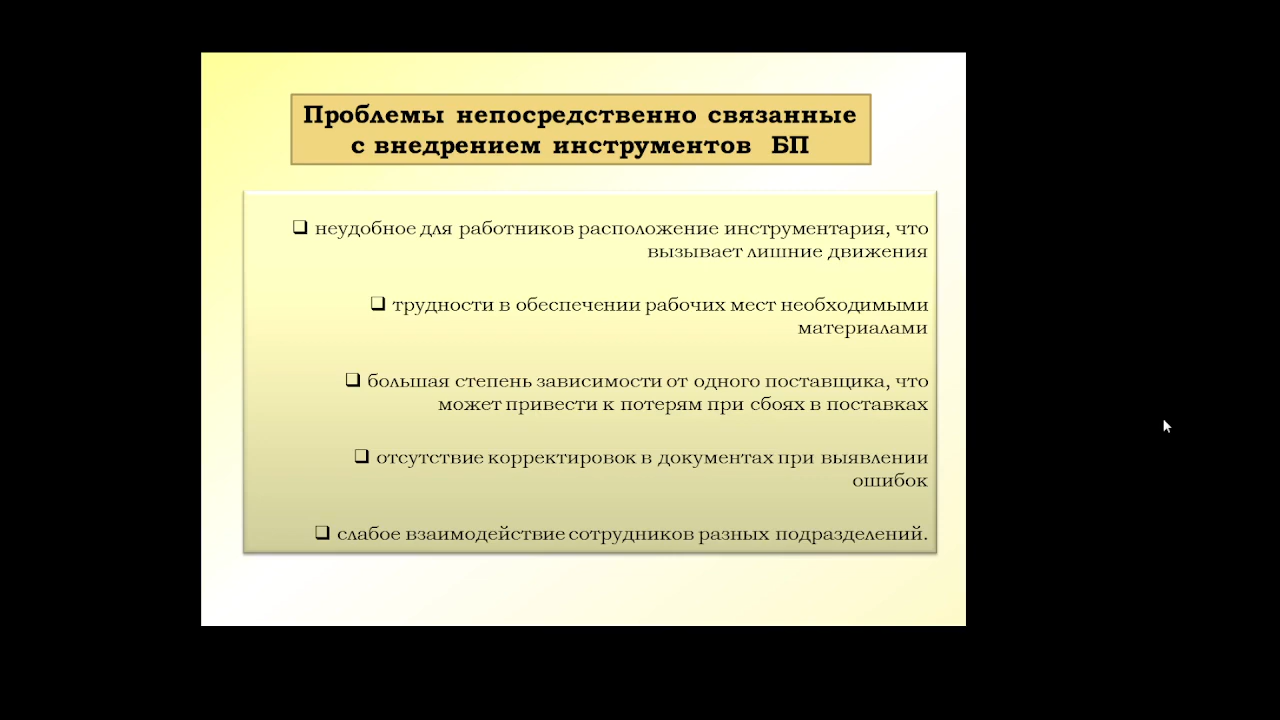 Проблемы непосредственно связанные
с внедрением инструментов БП
❑ неудобное для работников расположение инструментария, что
вызывает лишние движения
❑ трудности в обеспечении рабочих мест необходимыми
материалами
❑ большая степень зависимости от одного поставщика, что
может привести к потерям при сбоях в поставках
❑ отсутствие корректировок в документах при выявлении
ошибок
❑ слабое взаимодействие сотрудников разных подразделений.